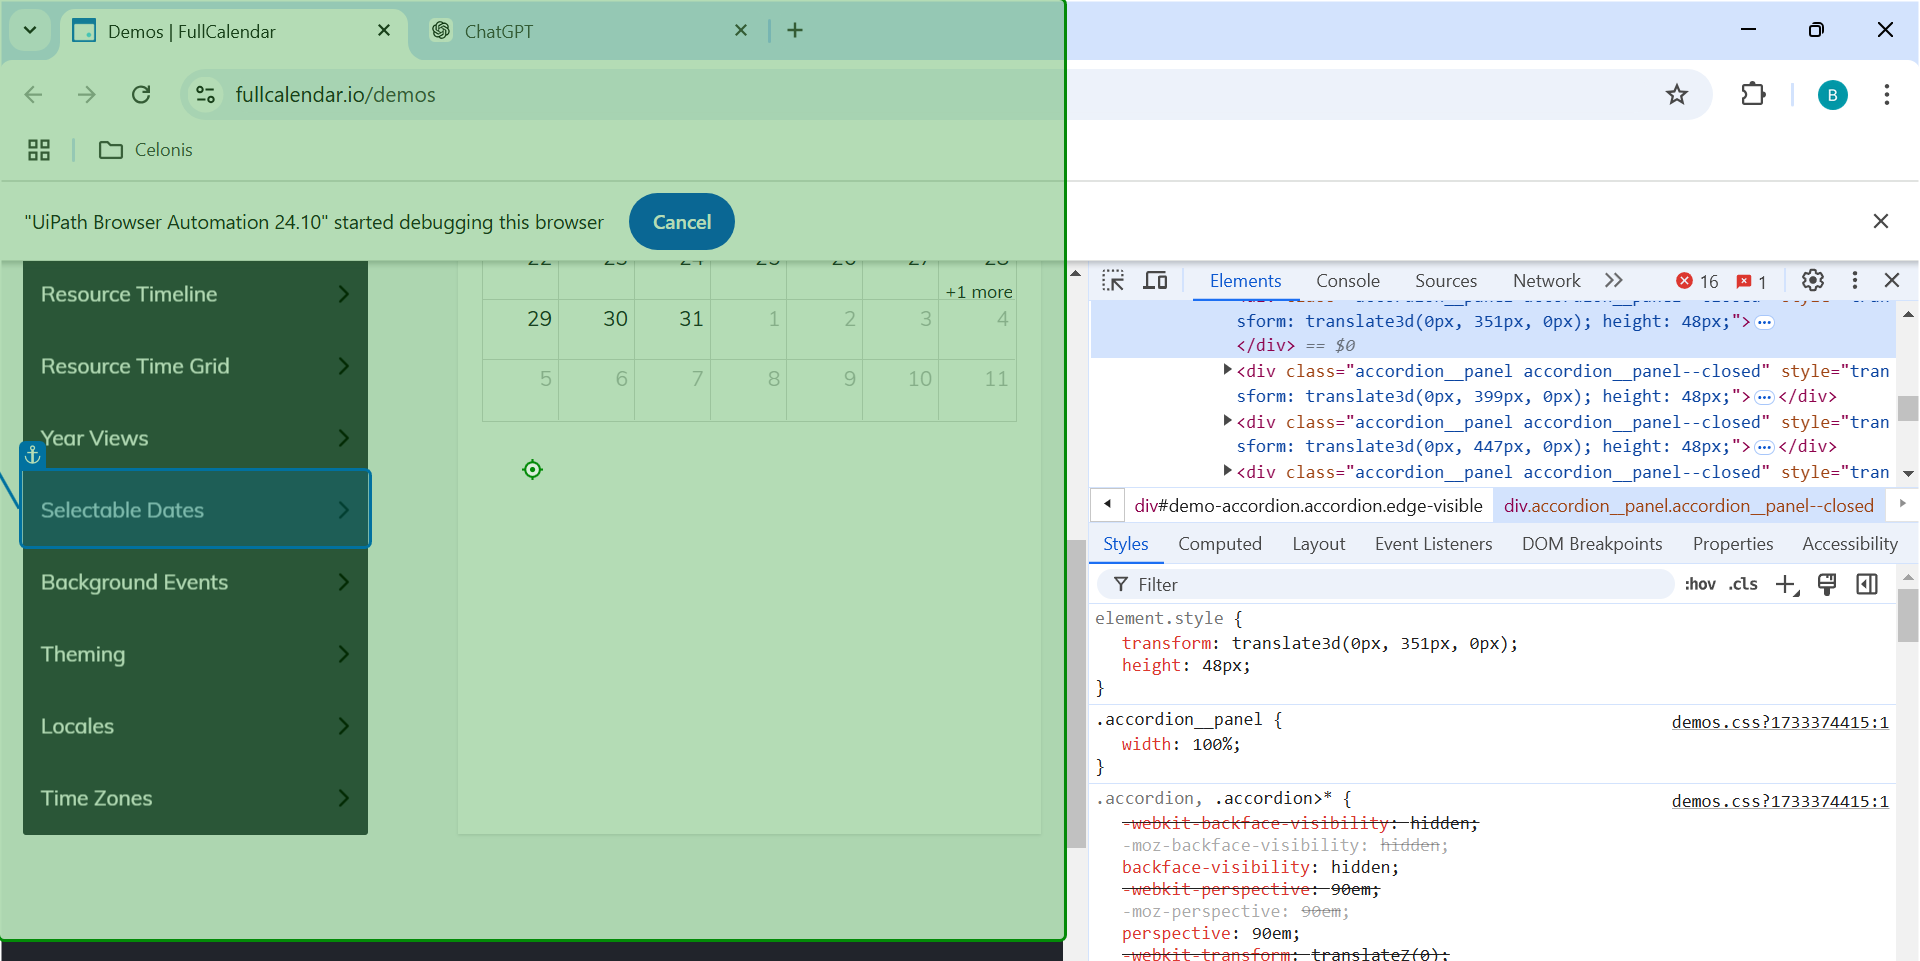 Demos | FullCalendar
ChatGPT
fullcalendar.io/demos
B
Celonis
"UiPath Browser Automation 24.10" started debugging this browser
Cancel
Resource Timeline
Resource Time Grid
Year Views
Selectable Dates
Background Events
Theming
Locales
Time Zones
22 23 24 25 26 27 28
+1 more
29 30 31 1 2 3 4
5 6 7 8 9 10 11
Elements Console Sources Network 16 1
sform: translate3d(0px, 351px, 0px); height: 48px;">
</div> == $0
<div class="accordion__panel accordion__panel--closed" style="tran
sform: translate3d(0px, 399px, 0px); height: 48px;"> </div>
<div class="accordion__panel accordion__panel--closed" style="tran
sform: translate3d(0px, 447px, 0px); height: 48px;"> </div>
<div class="accordion__panel accordion__panel--closed" style="tran
div#demo-accordion.accordion.edge-visible div.accordion__panel.accordion__panel--closed
Styles Computed Layout Event Listeners DOM Breakpoints Properties Accessibility
Filter :hov .cls
element.style {
transform: translate3d(0px, 351px, 0px);
height: 48px;
}
.accordion__panel { demos.css?1733374415:1
width: 100%;
}
.accordion, .accordion>* { demos.css?1733374415:1
-webkit-backface-visibility: hidden;
-moz-backface-visibility: hidden;
backface-visibility: hidden;
-webkit-perspective: 90em;
-moz-perspective: 90em;
perspective: 90em;
-webkit-transform: translateZ(0);